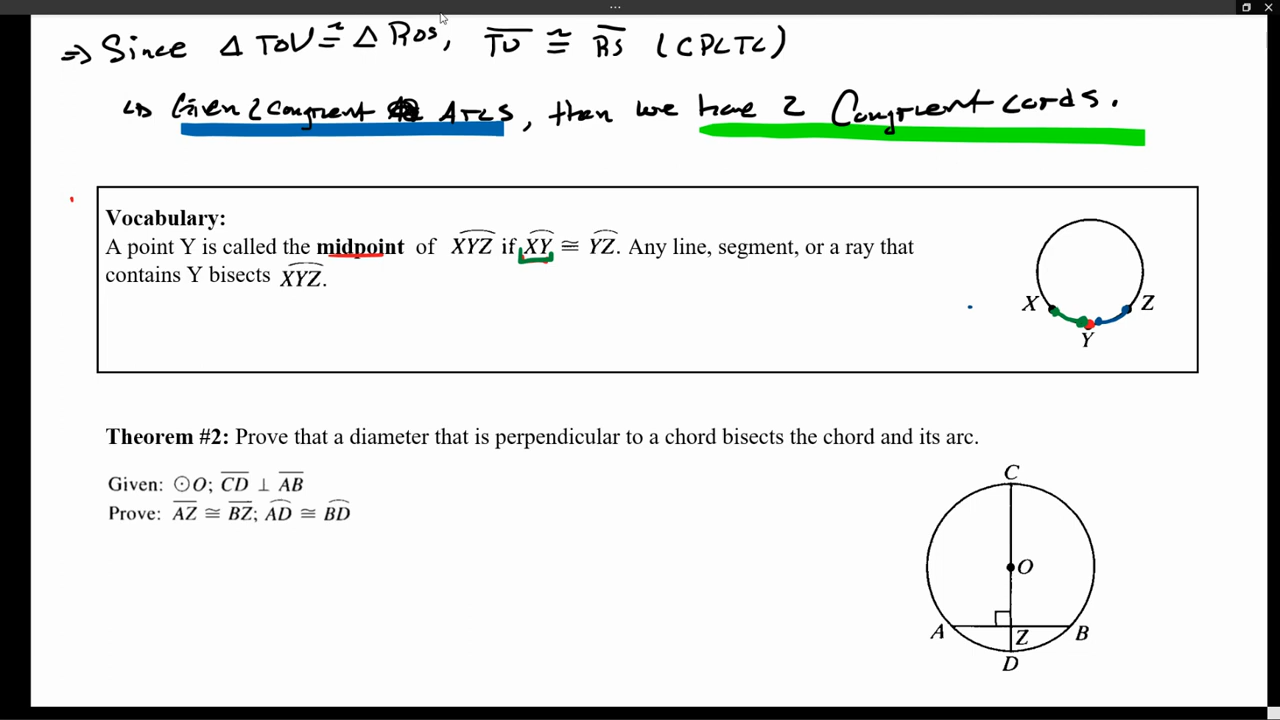 ⇒ Since △ TOU ≅ △ ROS, TU ≅ RS (CPCTC)
↳ Given 2 Congruent Arcs, then we have 2 Congruent cords.
Vocabulary:
A point Y is called the midpoint of XYZ if XY ≅ YZ. Any line, segment, or a ray that
contains Y bisects XYZ.
X
Z
Y
Theorem #2: Prove that a diameter that is perpendicular to a chord bisects the chord and its arc.
Given: ⊙O; CD ⊥ AB
Prove: AZ ≅ BZ; AD ≅ BD
C
O
A
Z
B
D